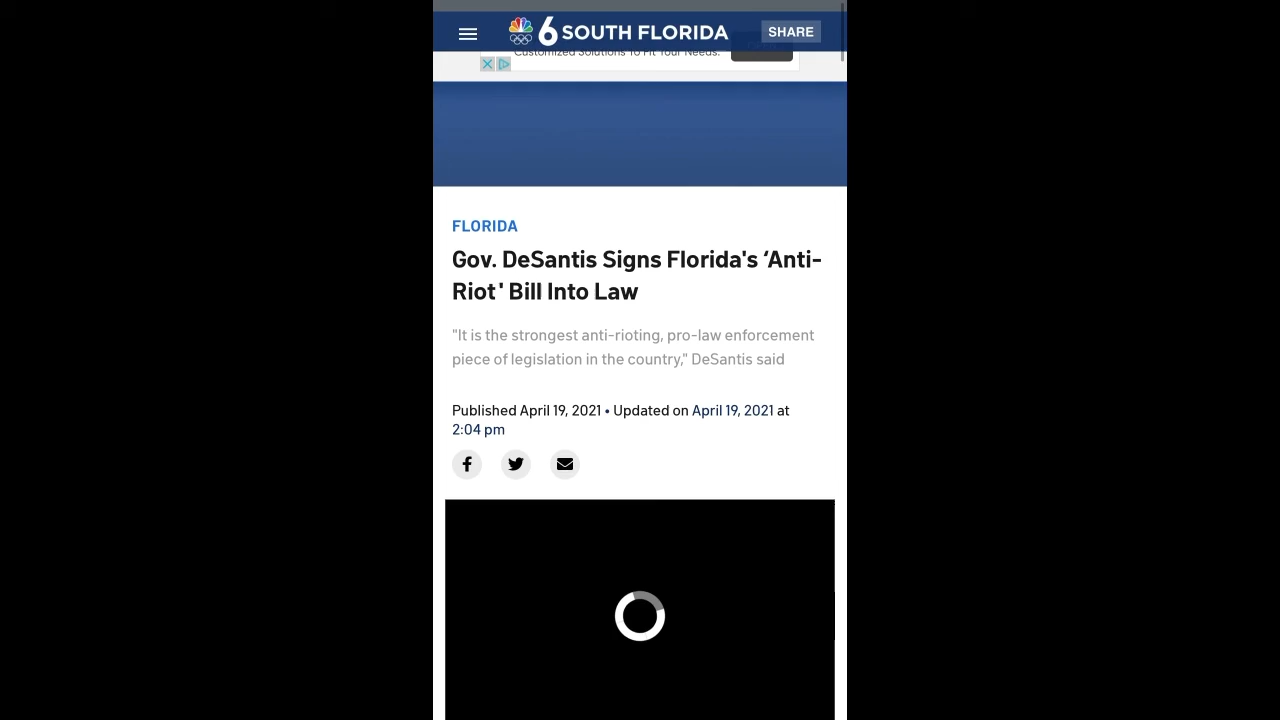 6 SOUTH FLORIDA
SHARE
Customized Solutions To Fit Your Needs.
FLORIDA
Gov. DeSantis Signs Florida's ‘Anti-
Riot' Bill Into Law
"It is the strongest anti-rioting, pro-law enforcement
piece of legislation in the country," DeSantis said
Published April 19, 2021 • Updated on April 19, 2021 at
2:04 pm